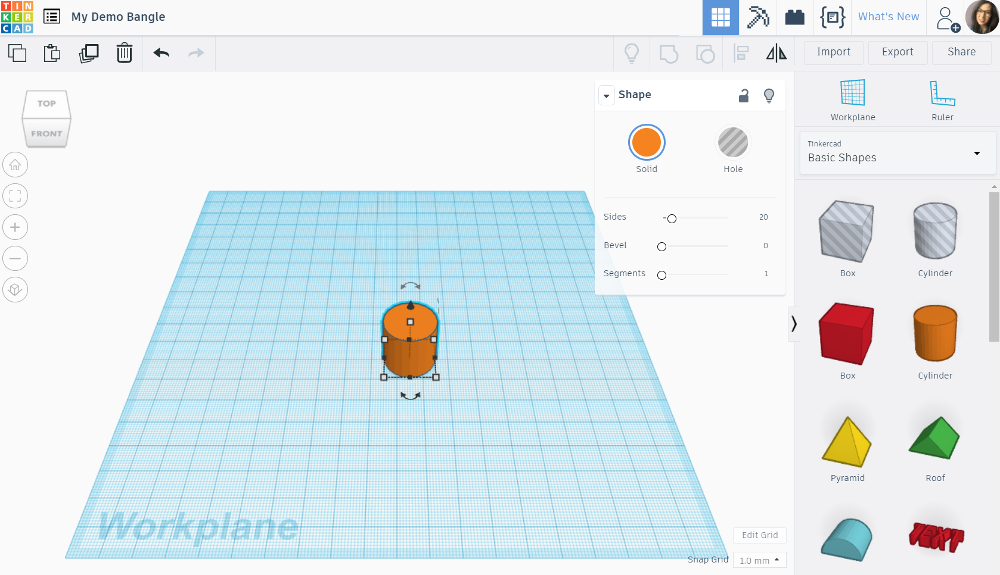 TIN
KER
CAD
My Demo Bangle
What's New
Import
Export
Share
TOP
FRONT
Shape
Solid
Hole
Sides
20
Bevel
0
Segments
1
Workplane
Ruler
Tinkercad
Basic Shapes
Box
Cylinder
Box
Cylinder
Pyramid
Roof
TEXT
Workplane
Edit Grid
Snap Grid
1.0 mm